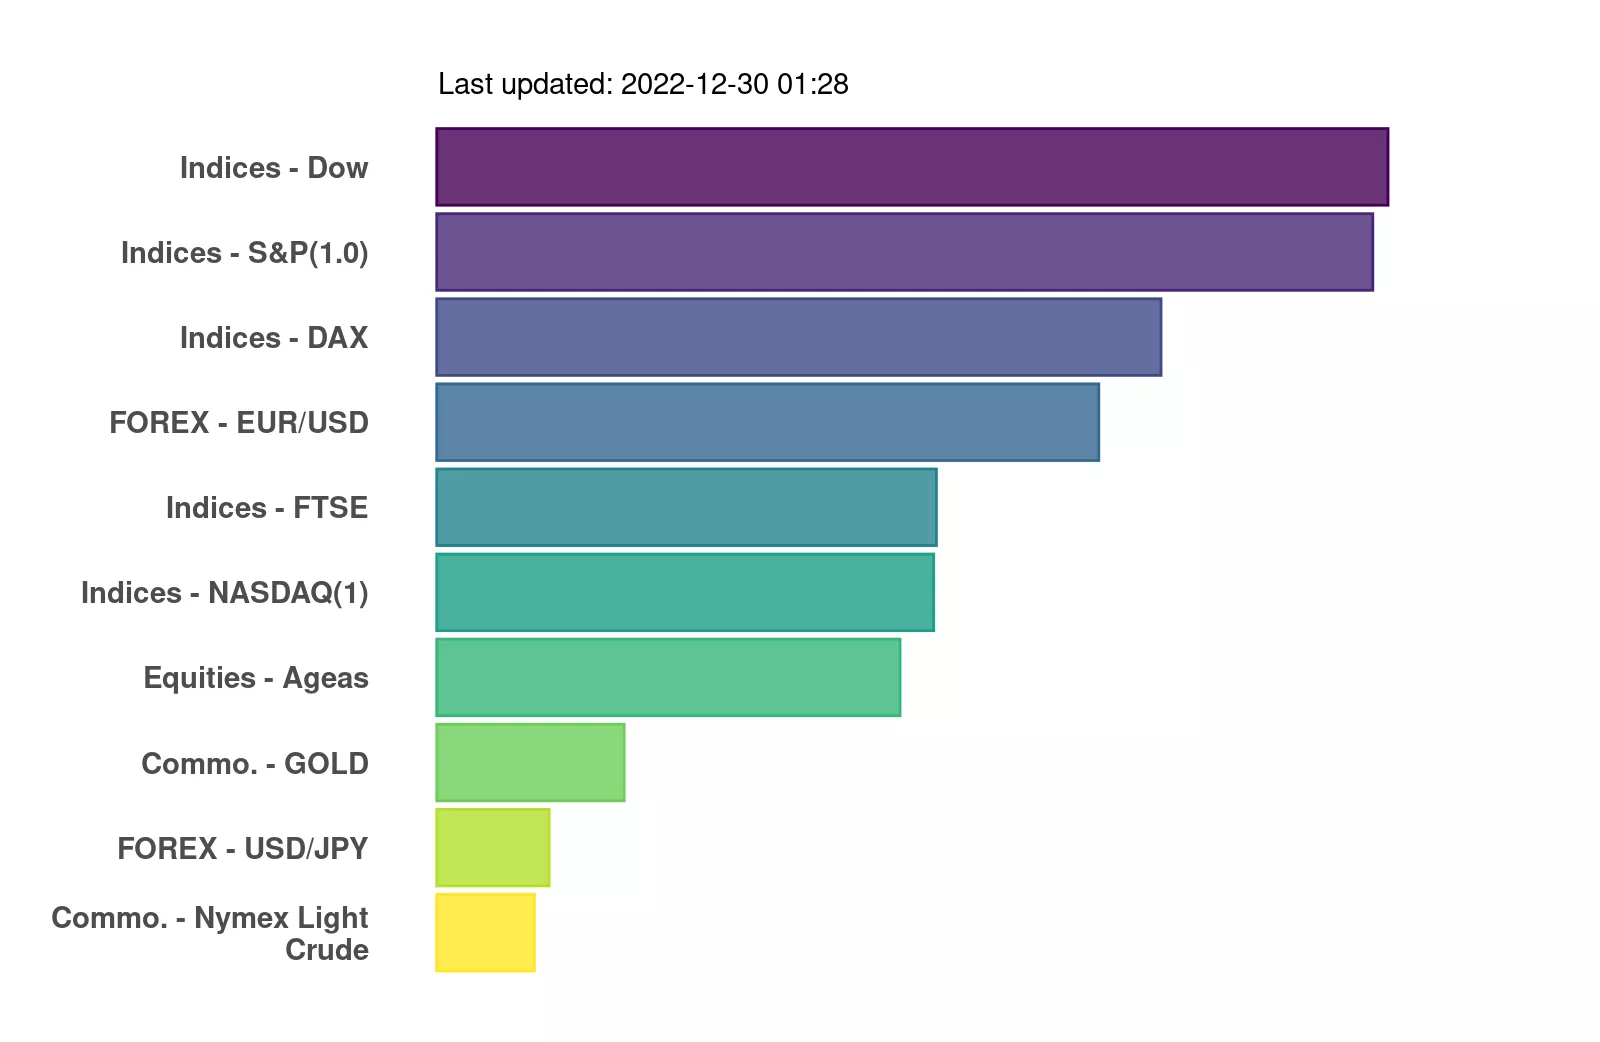 Last updated: 2022-12-30 01:28
Indices - Dow
Indices - S&P(1.0)
Indices - DAX
FOREX - EUR/USD
Indices - FTSE
Indices - NASDAQ(1)
Equities - Ageas
Commo. - GOLD
FOREX - USD/JPY
Commo. - Nymex Light
Crude